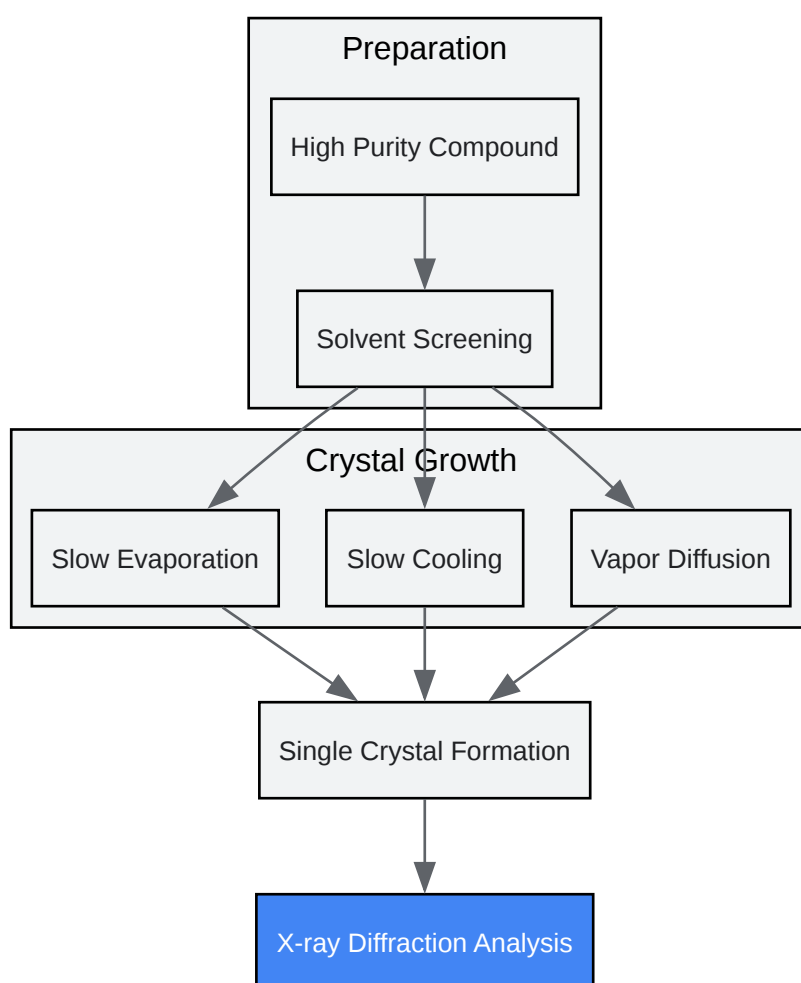 Preparation
High Purity Compound
Solvent Screening
Crystal Growth
Slow Evaporation
Slow Cooling
Vapor Diffusion
Single Crystal Formation
X-ray Diffraction Analysis